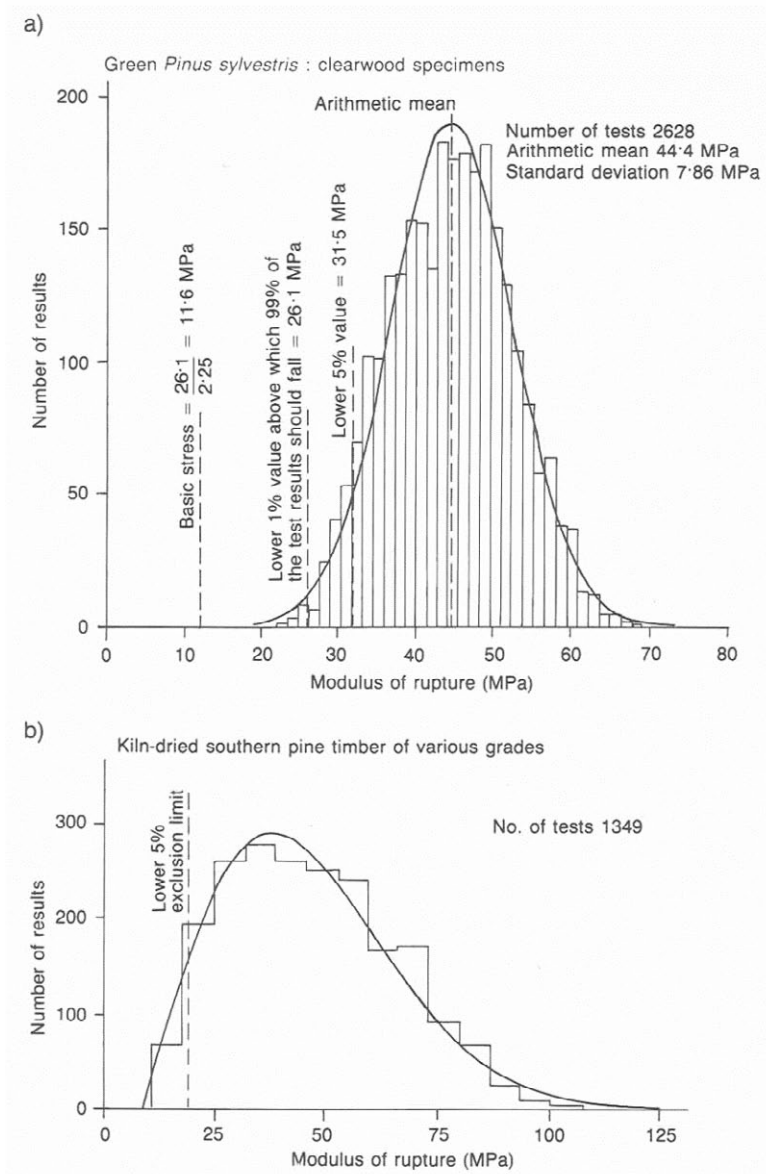 a)
Green Pinus sylvestris : clearwood specimens
200
150
100
50
0
Number of results
Arithmetic mean
Number of tests 2628
Arithmetic mean 44·4 MPa
Standard deviation 7·86 MPa
Basic stress = 26·1 / 2·25 = 11·6 MPa
Lower 1% value above which 99% of
the test results should fall = 26·1 MPa
Lower 5% value = 31·5 MPa
0 10 20 30 40 50 60 70 80
Modulus of rupture (MPa)
b)
Kiln-dried southern pine timber of various grades
300
200
100
0
Number of results
Lower 5%
exclusion limit
No. of tests 1349
0 25 50 75 100 125
Modulus of rupture (MPa)